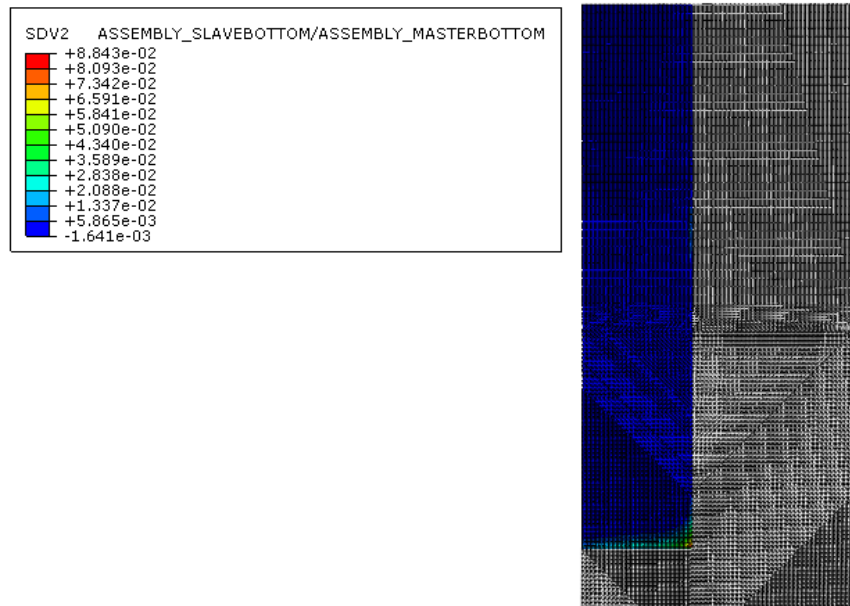 SDV2 ASSEMBLY_SLAVEBOTTOM/ASSEMBLY_MASTERBOTTOM
+8.843e-02
+8.093e-02
+7.342e-02
+6.591e-02
+5.841e-02
+5.090e-02
+4.340e-02
+3.589e-02
+2.838e-02
+2.088e-02
+1.337e-02
+5.865e-03
-1.641e-03